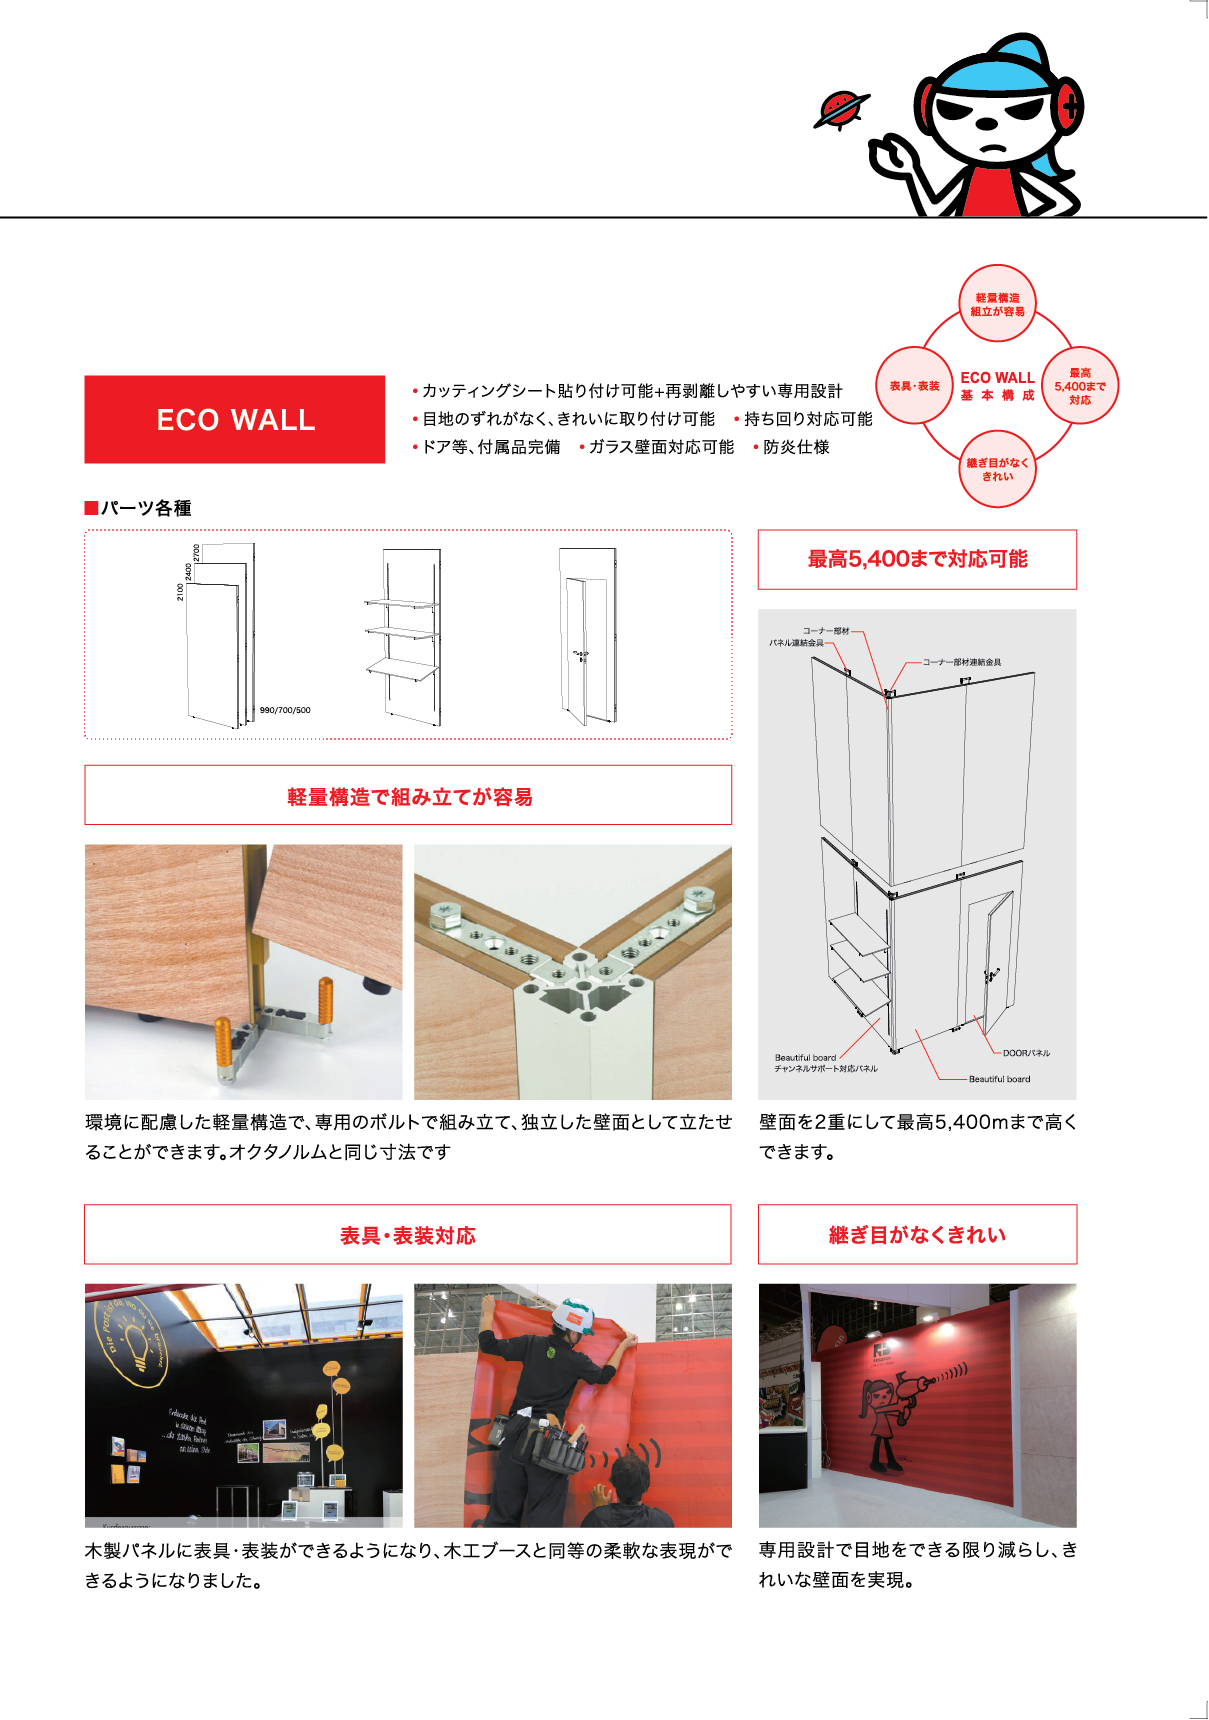 軽量構造
組立が容易
表具・表装
ECO WALL
基本構成
最高
5,400まで
対応
継ぎ目がなく
きれい
ECO WALL
• カッティングシート貼り付け可能+再剥離しやすい専用設計
• 目地のずれがなく、きれいに取り付け可能 • 持ち回り対応可能
• ドア等、付属品完備 • ガラス壁面対応可能 • 防炎仕様
■パーツ各種
2700
2400
2100
990/700/500
最高5,400まで対応可能
コーナー部材
パネル連結金具
コーナー部材連結金具
Beautiful board
チャンネルサポート対応パネル
DOORパネル
Beautiful board
軽量構造で組み立てが容易
環境に配慮した軽量構造で、専用のボルトで組み立て、独立した壁面として立たせ
ることができます。オクタノルムと同じ寸法です
壁面を2重にして最高5,400mまで高く
できます。
表具・表装対応
継ぎ目がなくきれい
Die Post ist da, wo
木製パネルに表具・表装ができるようになり、木工ブースと同等の柔軟な表現がで
きるようになりました。
専用設計で目地をできる限り減らし、き
れいな壁面を実現。